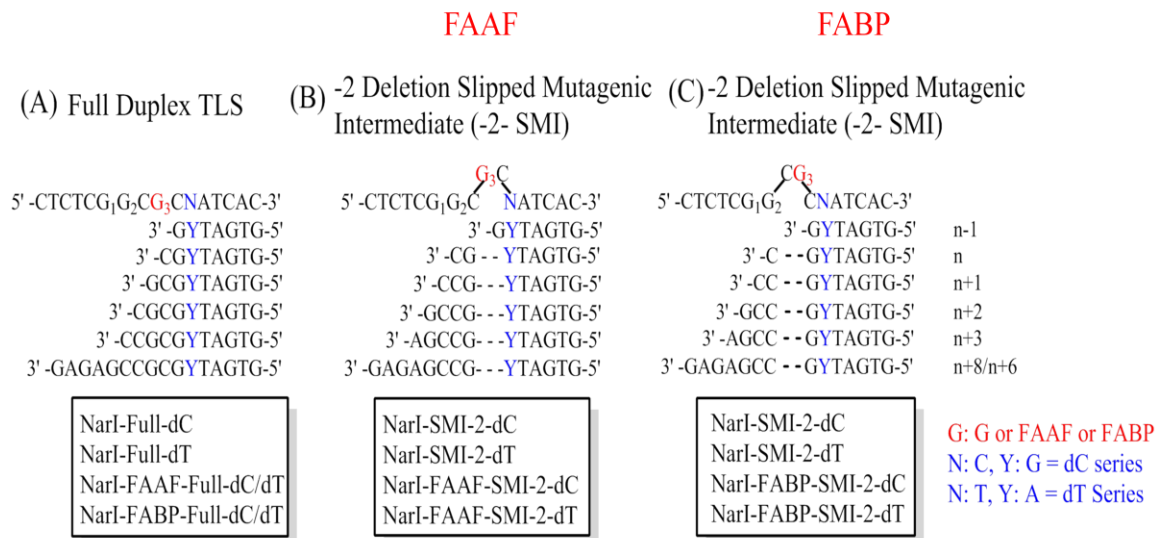 FAAF
FABP
(A) Full Duplex TLS
(B) -2 Deletion Slipped Mutagenic
Intermediate (-2- SMI)
(C) -2 Deletion Slipped Mutagenic
Intermediate (-2- SMI)
5' -CTCTCG₁G₂CG₃CNATCAC-3'
3' -GYTAGTG-5'
3' -CGYTAGTG-5'
3' -GCGYTAGTG-5'
3' -CGCGYTAGTG-5'
3' -CCGCGYTAGTG-5'
3' -GAGAGCCGCGYTAGTG-5'
G₃C
5' -CTCTCG₁G₂C NATCAC-3'
3' -GYTAGTG-5'
3' -CG--YTAGTG-5'
3' -CCG---YTAGTG-5'
3' -GCCG---YTAGTG-5'
3' -AGCCG---YTAGTG-5'
3' -GAGAGCCG---YTAGTG-5'
CG₃
5' -CTCTCG₁G₂ CNATCAC-3'
3' -GYTAGTG-5' n-1
3' -C --GYTAGTG-5' n
3' -CC --GYTAGTG-5' n+1
3' -GCC --GYTAGTG-5' n+2
3' -AGCC --GYTAGTG-5' n+3
3' -GAGAGCC --GYTAGTG-5' n+8/n+6
NarI-Full-dC
NarI-Full-dT
NarI-FAAF-Full-dC/dT
NarI-FABP-Full-dC/dT
NarI-SMI-2-dC
NarI-SMI-2-dT
NarI-FAAF-SMI-2-dC
NarI-FAAF-SMI-2-dT
NarI-SMI-2-dC
NarI-SMI-2-dT
NarI-FABP-SMI-2-dC
NarI-FABP-SMI-2-dT
G: G or FAAF or FABP
N: C, Y: G = dC series
N: T, Y: A = dT Series